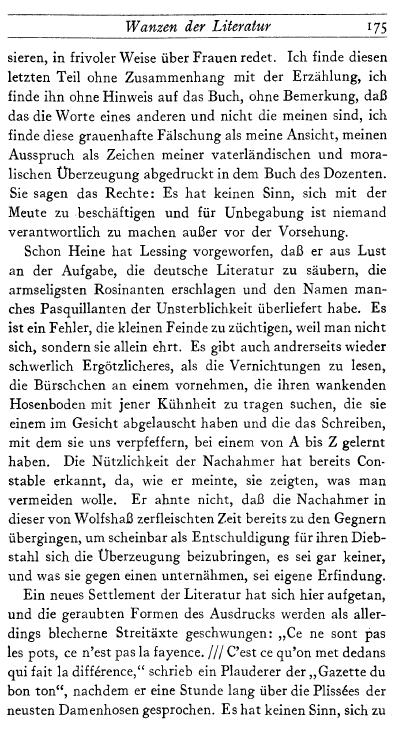 Wanzen der Literatur 175
sieren, in frivoler Weise über Frauen redet. Ich finde diesen
letzten Teil ohne Zusammenhang mit der Erzählung, ich
finde ihn ohne Hinweis auf das Buch, ohne Bemerkung, daß
das die Worte eines anderen und nicht die meinen sind, ich
finde diese grauenhafte Fälschung als meine Ansicht, meinen
Ausspruch als Zeichen meiner vaterländischen und mora-
lischen Überzeugung abgedruckt in dem Buch des Dozenten.
Sie sagen das Rechte: Es hat keinen Sinn, sich mit der
Meute zu beschäftigen und für Unbegabung ist niemand
verantwortlich zu machen außer vor der Vorsehung.
Schon Heine hat Lessing vorgeworfen, daß er aus Lust
an der Aufgabe, die deutsche Literatur zu säubern, die
armseligsten Rosinanten erschlagen und den Namen man-
ches Pasquillanten der Unsterblichkeit überliefert habe. Es
ist ein Fehler, die kleinen Feinde zu züchtigen, weil man nicht
sich, sondern sie allein ehrt. Es gibt auch andrerseits wieder
schwerlich Ergötzlicheres, als die Vernichtungen zu lesen,
die Bürschchen an einem vornehmen, die ihren wankenden
Hosenboden mit jener Kühnheit zu tragen suchen, die sie
einem im Gesicht abgelauscht haben und die das Schreiben,
mit dem sie uns verpfeffern, bei einem von A bis Z gelernt
haben. Die Nützlichkeit der Nachahmer hat bereits Con-
stable erkannt, da, wie er meinte, sie zeigten, was man
vermeiden wolle. Er ahnte nicht, daß die Nachahmer in
dieser von Wolfshaß zerfleischten Zeit bereits zu den Gegnern
übergingen, um scheinbar als Entschuldigung für ihren Dieb-
stahl sich die Überzeugung beizubringen, es sei gar keiner,
und was sie gegen einen unternähmen, sei eigene Erfindung.
Ein neues Settlement der Literatur hat sich hier aufgetan,
und die geraubten Formen des Ausdrucks werden als aller-
dings blecherne Streitäxte geschwungen: „Ce ne sont pas
les pots, ce n'est pas la fayence. /// C'est ce qu'on met dedans
qui fait la différence,“ schrieb ein Plauderer der „Gazette du
bon ton“, nachdem er eine Stunde lang über die Plissées der
neusten Damenhosen gesprochen. Es hat keinen Sinn, sich zu